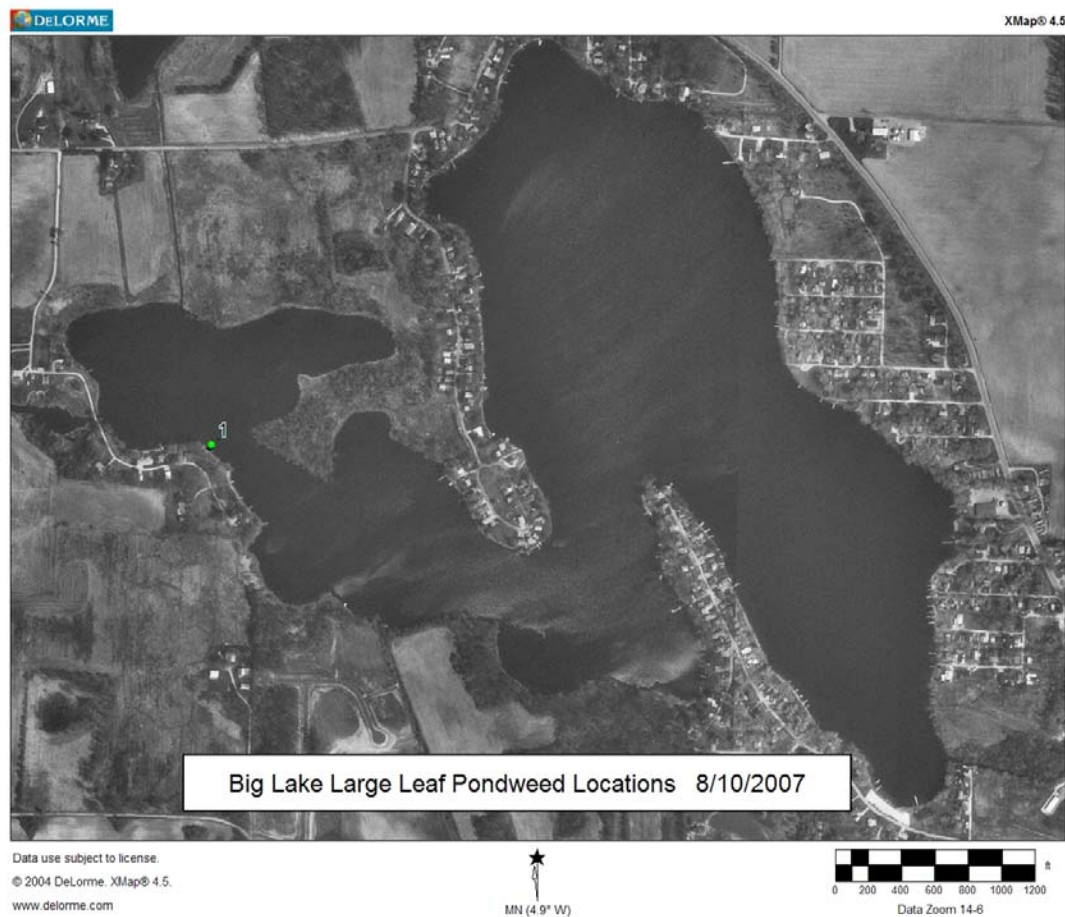 DELORME
XMap® 4.5
1
Big Lake Large Leaf Pondweed Locations 8/10/2007
Data use subject to license.
© 2004 DeLorme. XMap® 4.5.
www.delorme.com
MN (4.9° W)
ft
0 200 400 600 800 1000 1200
Data Zoom 14-6